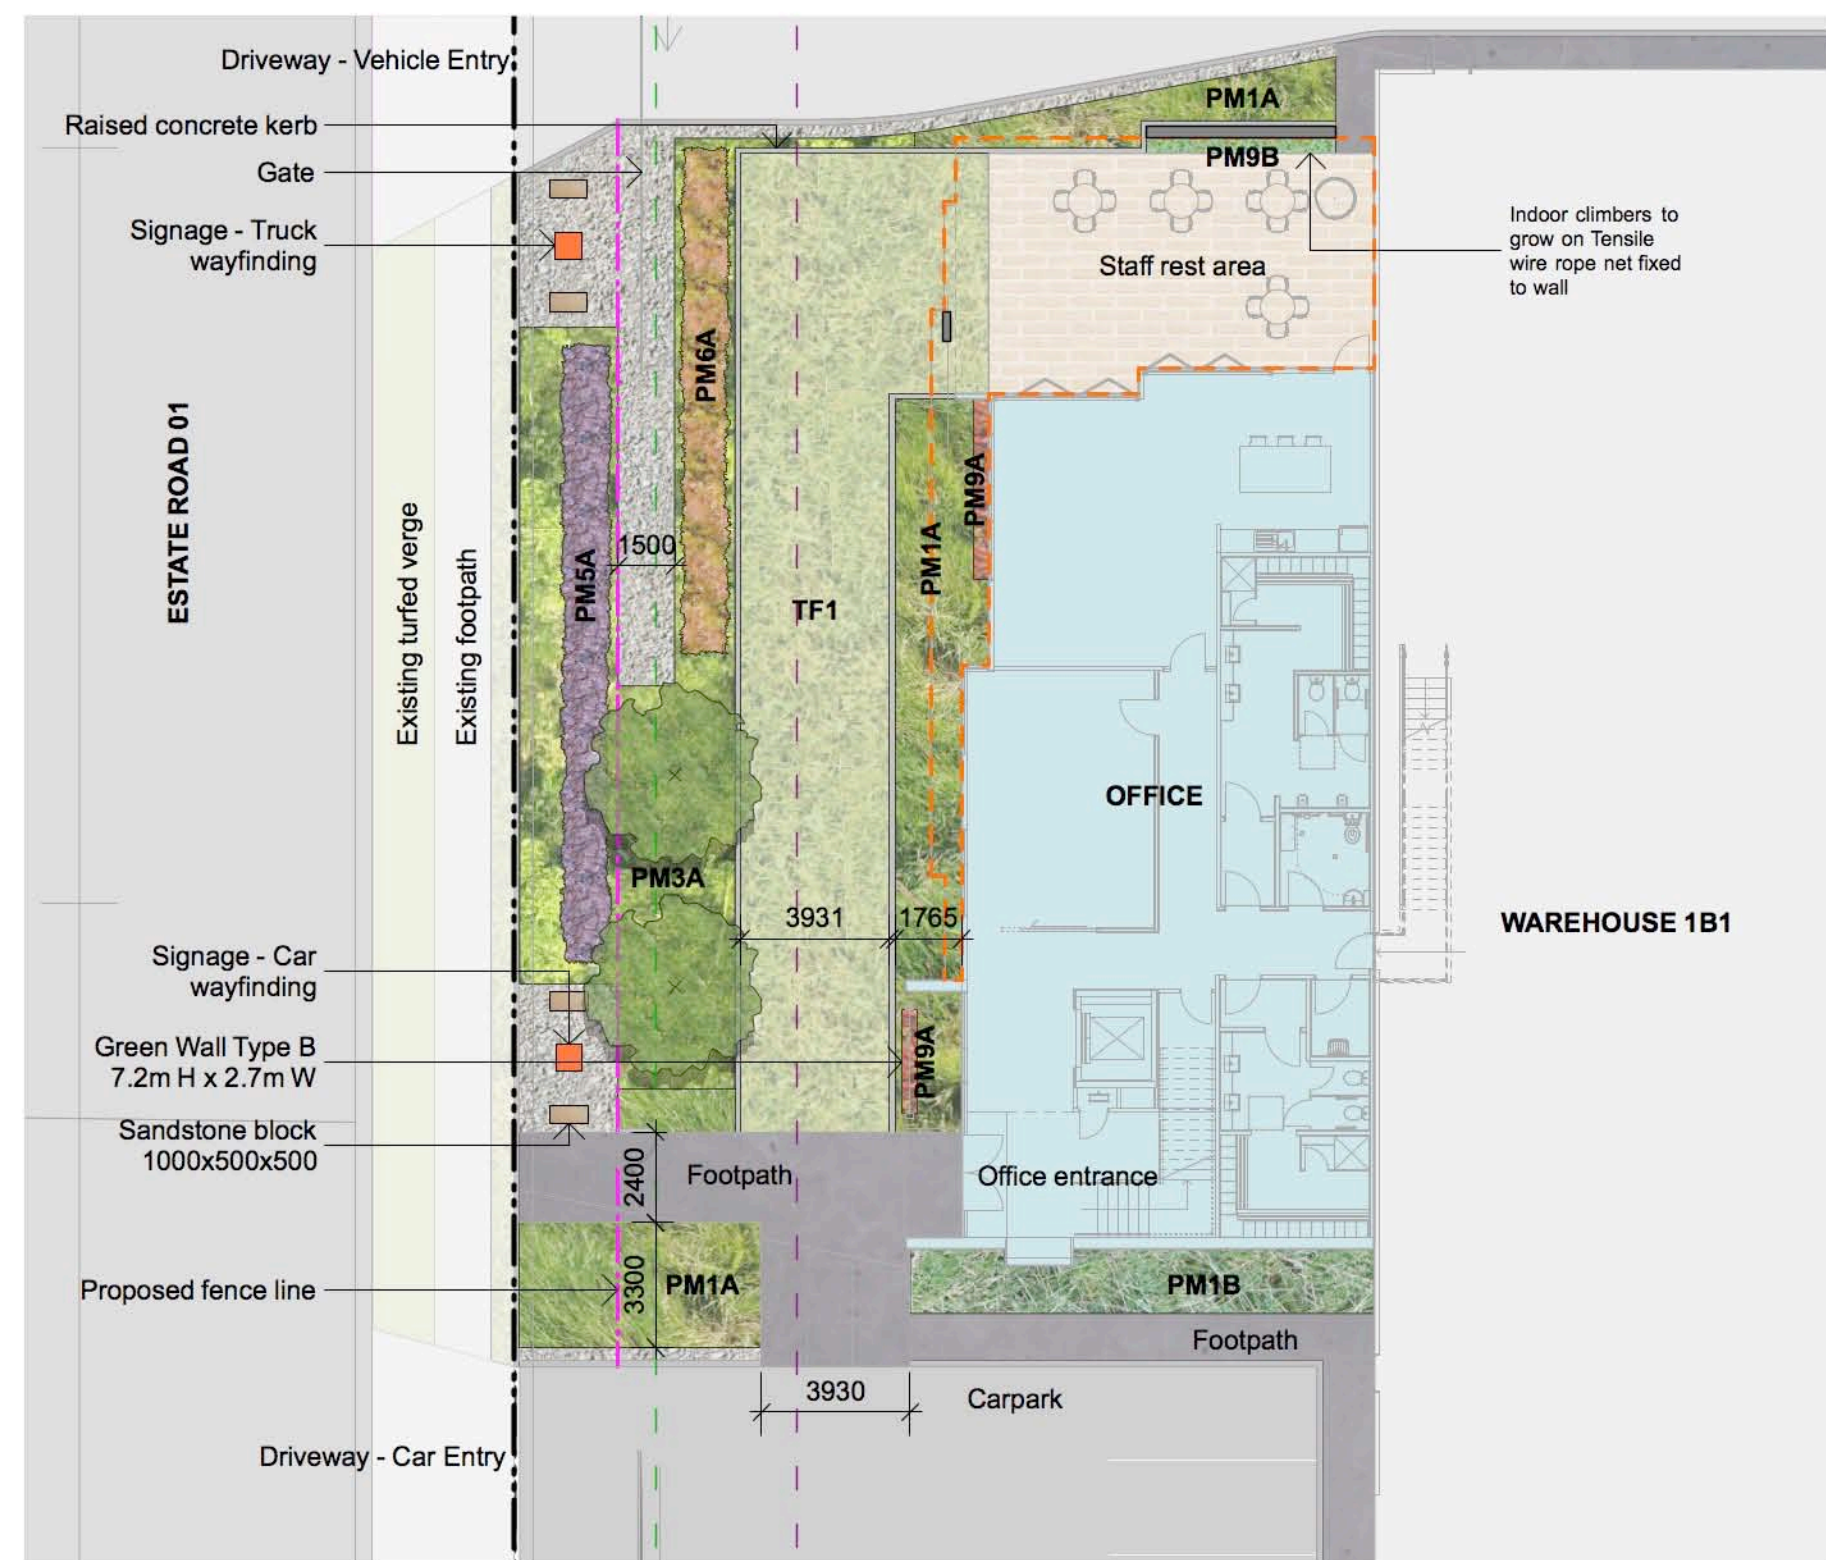 Driveway - Vehicle Entry
Raised concrete kerb
Gate
Signage - Truck
wayfinding
PM1A
PM9B
Indoor climbers to
grow on Tensile
wire rope net fixed
to wall
Staff rest area
PM6A
PM9A
ESTATE ROAD 01
Existing turfed verge
Existing footpath
PM5A
1500
TF1
PM1A
OFFICE
PM3A
3931
1765
WAREHOUSE 1B1
Signage - Car
wayfinding
Green Wall Type B
7.2m H x 2.7m W
PM9A
Sandstone block
1000x500x500
2400
Footpath
Office entrance
Proposed fence line
3300
PM1A
PM1B
Footpath
3930
Carpark
Driveway - Car Entry